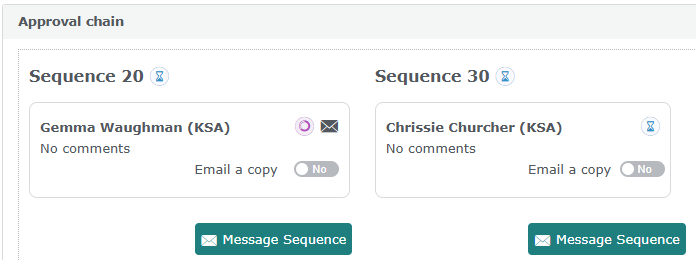 Approval chain
Sequence 20
Gemma Waughman (KSA)
No comments
Email a copy
No
Message Sequence
Sequence 30
Chrissie Churcher (KSA)
No comments
Email a copy
No
Message Sequence